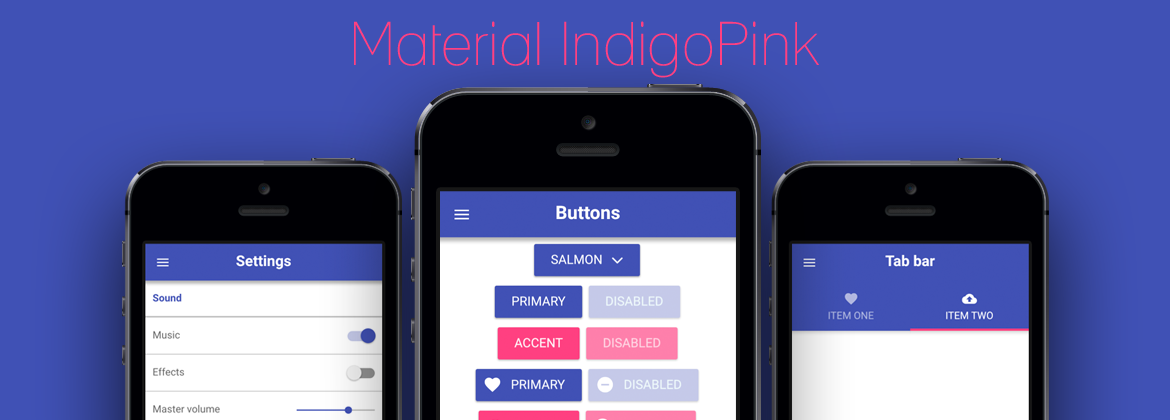 Material IndigoPink
Settings
Sound
Music
Effects
Master volume
Buttons
SALMON
PRIMARY DISABLED
ACCENT DISABLED
PRIMARY DISABLED
Tab bar
ITEM ONE ITEM TWO